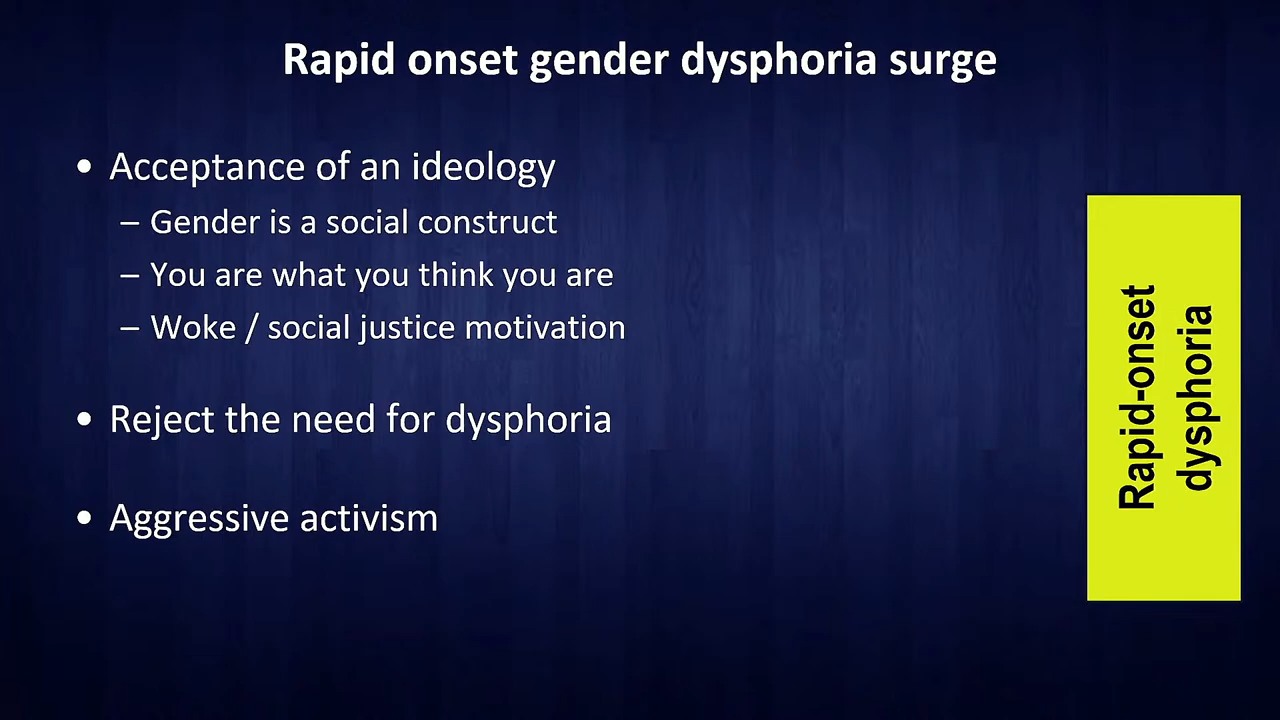 Rapid onset gender dysphoria surge
• Acceptance of an ideology
– Gender is a social construct
– You are what you think you are
– Woke / social justice motivation
• Reject the need for dysphoria
• Aggressive activism
Rapid-onset
dysphoria